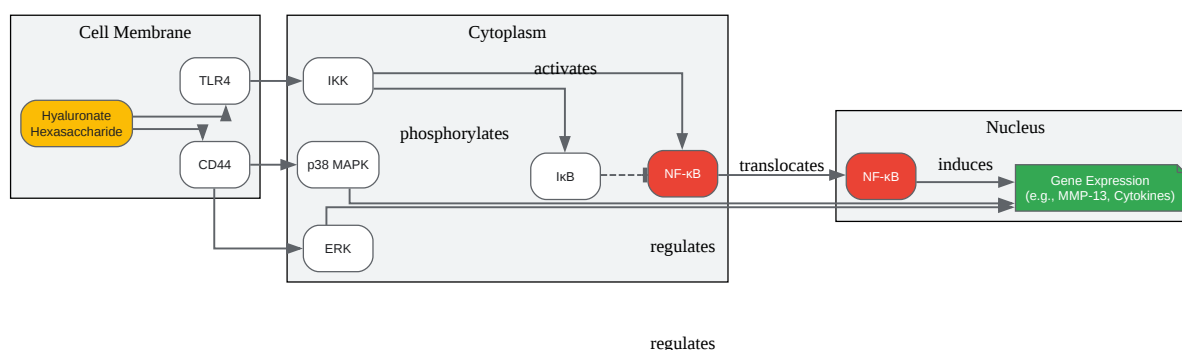 Cell Membrane
Cytoplasm
TLR4
IKK
activates
Hyaluronate
Hexasaccharide
phosphorylates
Nucleus
CD44
p38 MAPK
IκB
NF-κB
translocates
NF-κB
induces
Gene Expression
(e.g., MMP-13, Cytokines)
ERK
regulates
regulates